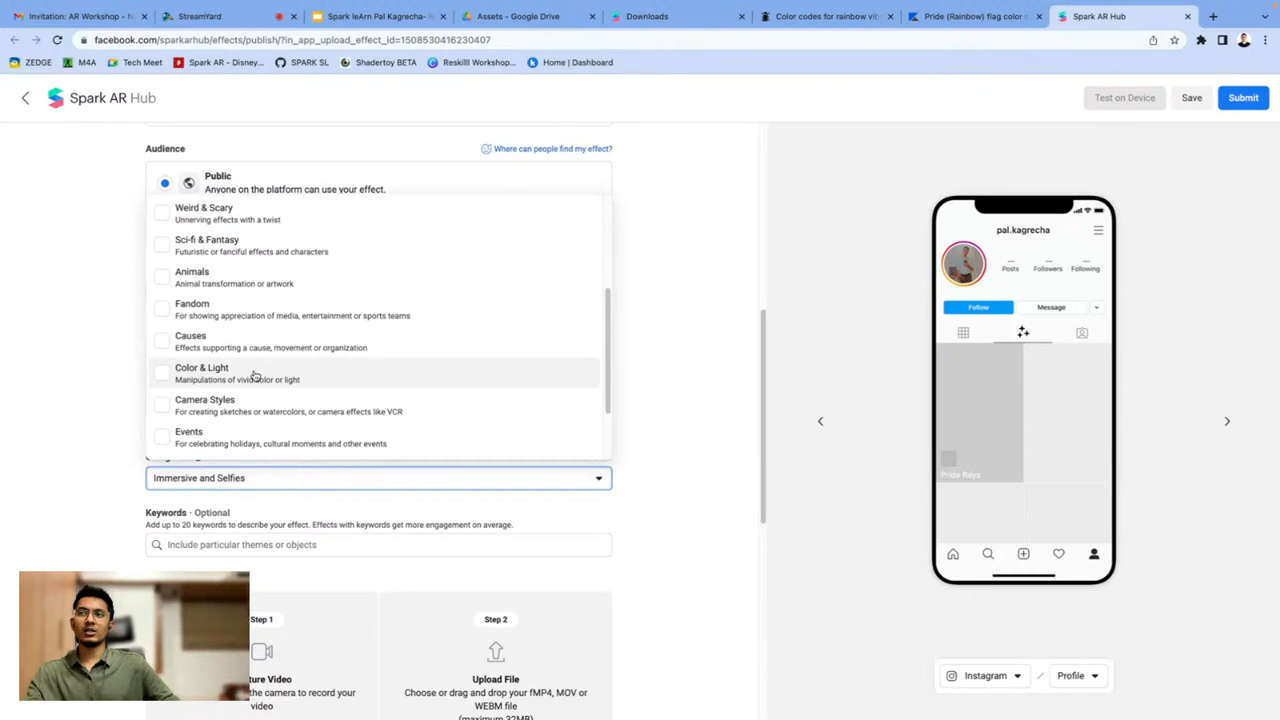 Invitation: AR Workshop - N
StreamYard
Spark leArn Pal Kagrecha- H
Assets - Google Drive
Downloads
Color codes for rainbow vib
Pride (Rainbow) flag color c
Spark AR Hub
facebook.com/sparkarhub/effects/publish/?in_app_upload_effect_id=1508530416230407
ZEDGE
M4A
Tech Meet
Spark AR - Disney...
SPARK SL
Shadertoy BETA
Reskilll Workshop...
Home | Dashboard
Spark AR Hub
Test on Device
Save
Submit
Audience
Where can people find my effect?
Public
Anyone on the platform can use your effect.
Weird & Scary
Unnerving effects with a twist
Sci-fi & Fantasy
Futuristic or fanciful effects and characters
Animals
Animal transformation or artwork
Fandom
For showing appreciation of media, entertainment or sports teams
Causes
Effects supporting a cause, movement or organization
Color & Light
Manipulations of vivid color or light
Camera Styles
For creating sketches or watercolors, or camera effects like VCR
Events
For celebrating holidays, cultural moments and other events
Immersive and Selfies
Keywords · Optional
Add up to 20 keywords to describe your effect. Effects with keywords get more engagement on average.
Include particular themes or objects
Step 1
ture Video
the camera to record your
video
Step 2
Upload File
Choose or drag and drop your fMP4, MOV or
WEBM file
(maximum 32MB)
pal.kagrecha
Posts
Followers
Following
Follow
Message
Pride Rays
Instagram
/
Profile